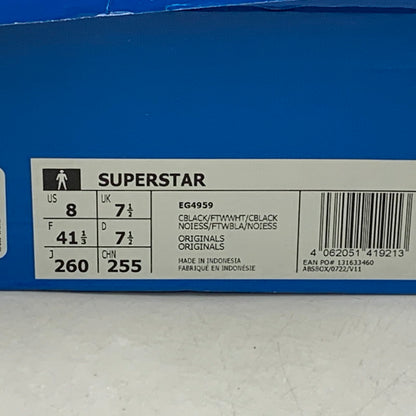 SUPERSTAR
US 8 UK 7½
F 41⅓ D 7½
J 260 CHN 255
EG4959
CBLACK/FTWWHT/CBLACK
NOIESS/FTWBLA/NOIESS
ORIGINALS
ORIGINALS
MADE IN INDONESIA
FABRIQUÉ EN INDONÉSIE
4 062051 419213
EAN PO# 131633460
ABSBOX/0722/V11